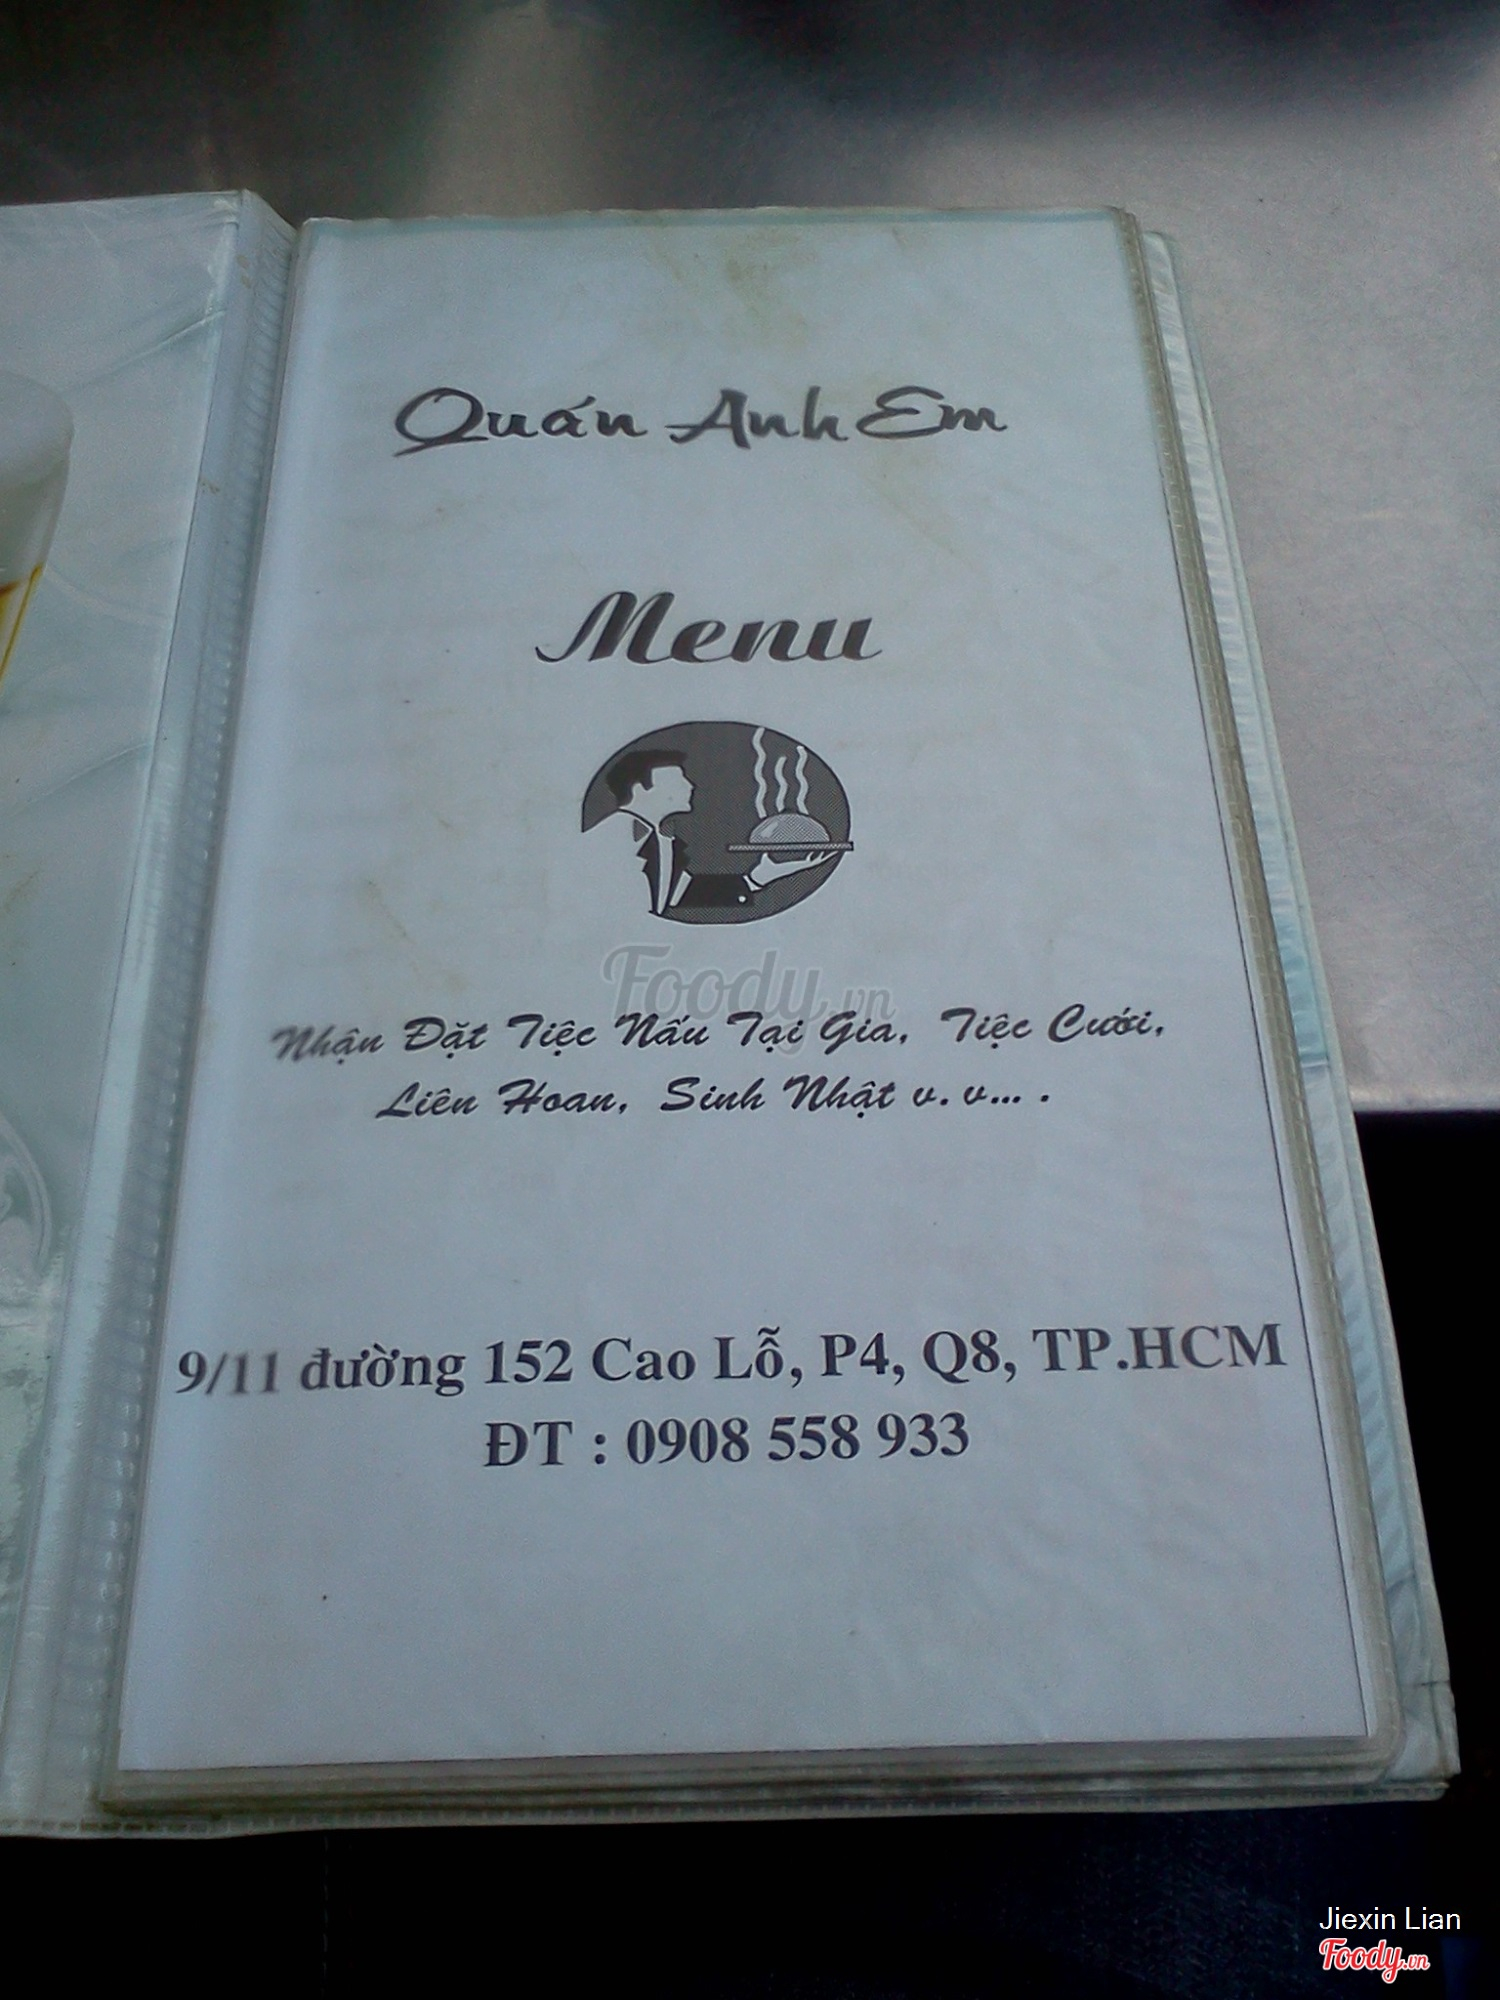 Quán Anh Em
Menu
Foody.vn
Nhận Đặt Tiệc Nấu Tại Gia, Tiệc Cưới,
Liên Hoan, Sinh Nhật v.v... .
9/11 đường 152 Cao Lỗ, P4, Q8, TP.HCM
ĐT : 0908 558 933
Jiexin Lian
Foody.vn